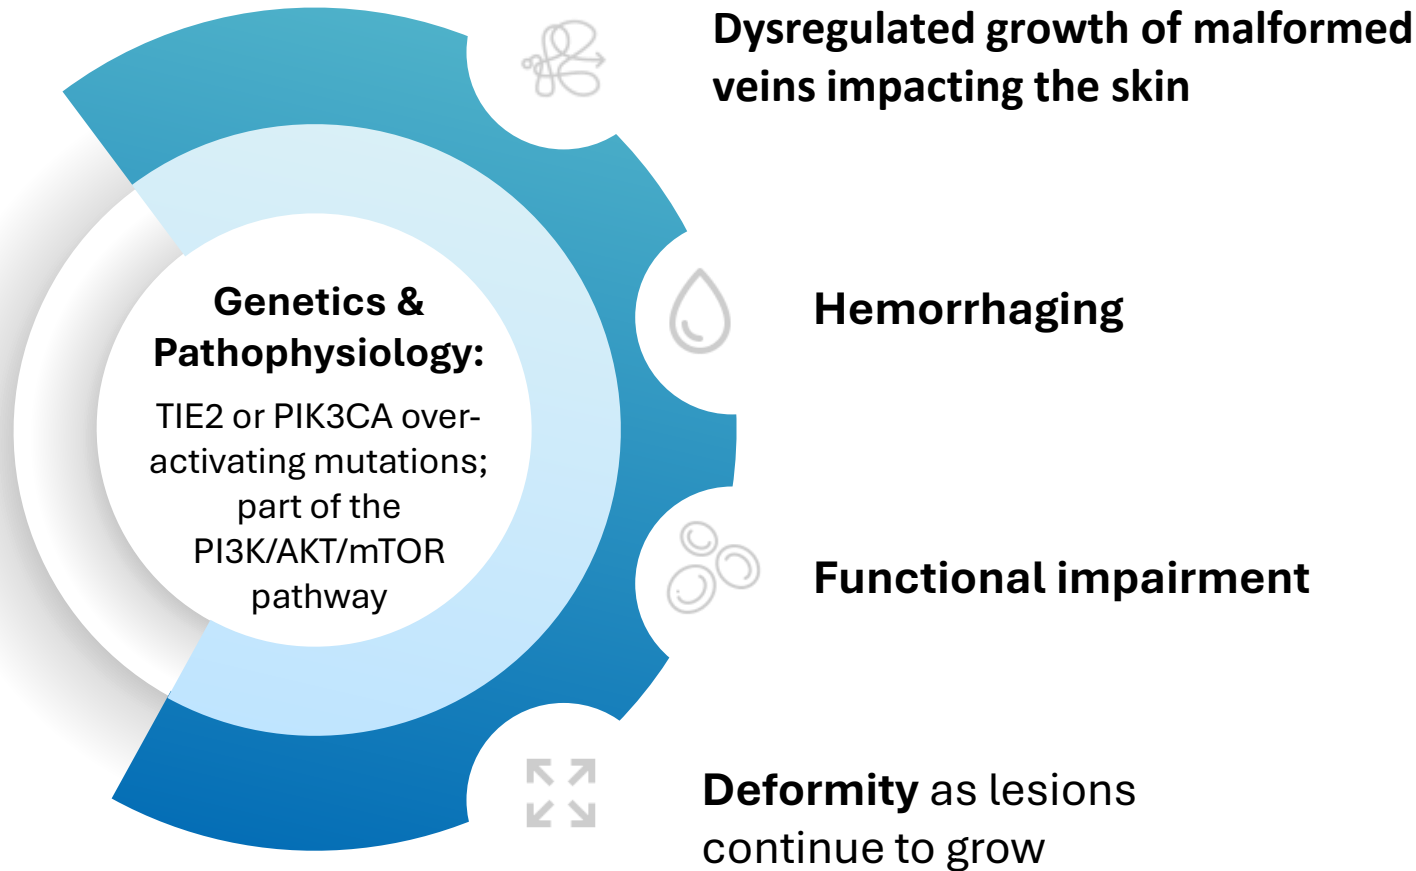 Dysregulated growth of malformed
veins impacting the skin
Genetics &
Pathophysiology:
TIE2 or PIK3CA over-
activating mutations;
part of the
PI3K/AKT/mTOR
pathway
Hemorrhaging
Functional impairment
Deformity as lesions
continue to grow